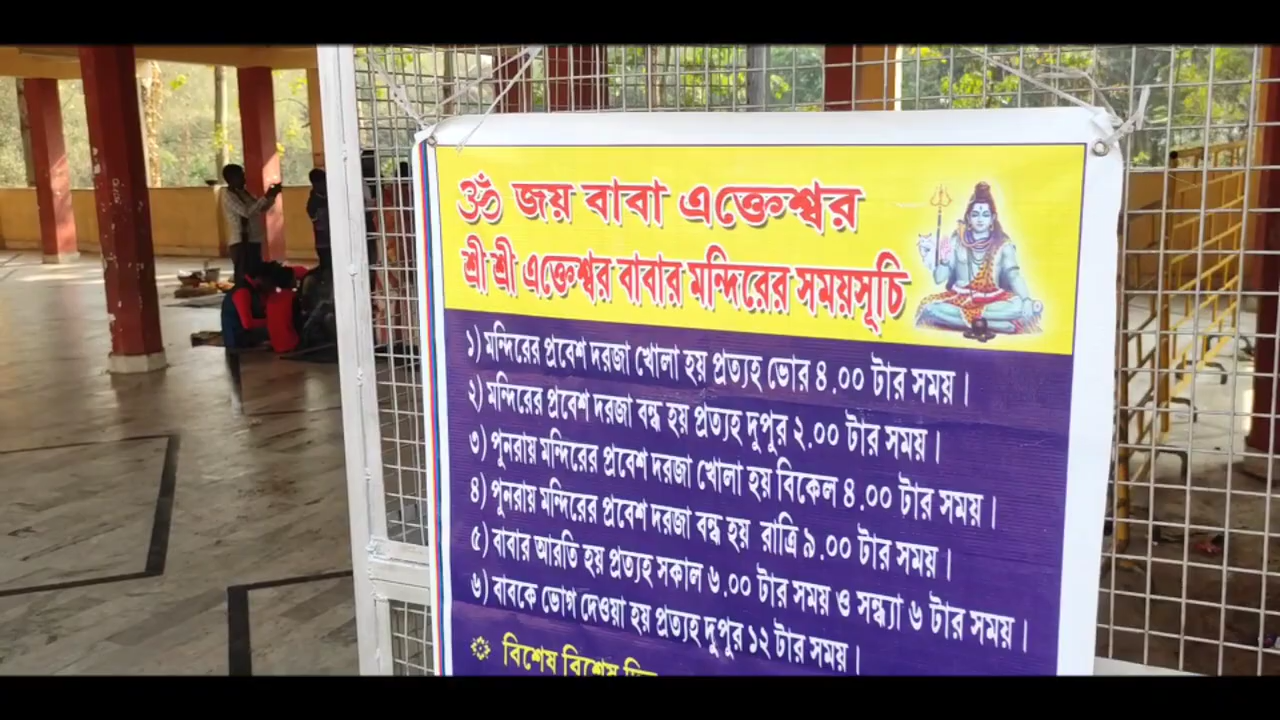 ॐ জয় বাবা এক্তেশ্বর
শ্রী শ্রী এক্তেশ্বর বাবার মন্দিরের সময়সূচি
১) মন্দিরের প্রবেশ দরজা খোলা হয় প্রত্যহ ভোর ৪.০০ টার সময়।
২) মন্দিরের প্রবেশ দরজা বন্ধ হয় প্রত্যহ দুপুর ২.০০ টার সময়।
৩) পুনরায় মন্দিরের প্রবেশ দরজা খোলা হয় বিকেল ৪.০০ টার সময়।
৪) পুনরায় মন্দিরের প্রবেশ দরজা বন্ধ হয় রাত্রি ৯.০০ টার সময়।
৫) বাবার আরতি হয় প্রত্যহ সকাল ৬.০০ টার সময় ও সন্ধ্যা ৬ টার সময়।
৬) বাবকে ভোগ দেওয়া হয় প্রত্যহ দুপুর ১২ টার সময়।
বিশেষ বিশেষ